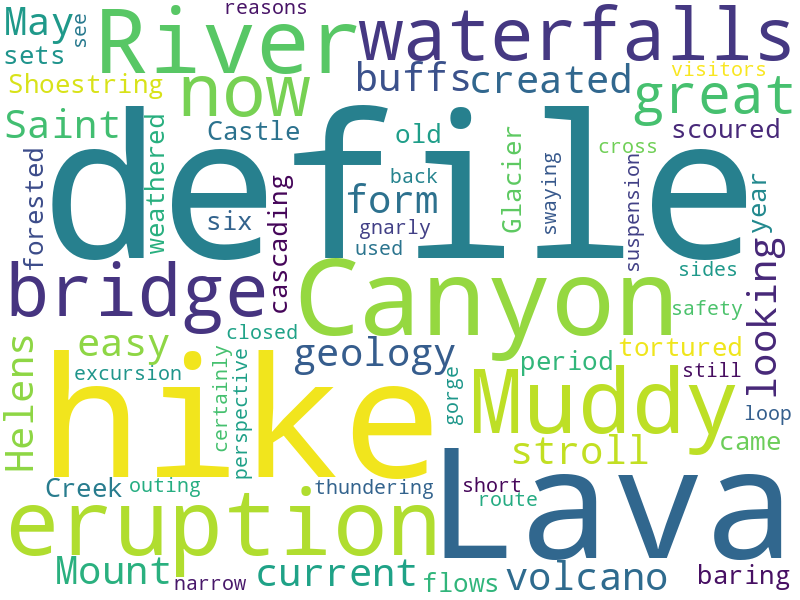 May
see
sets
River
reasons
waterfalls
Shoestring
now
buffs
created
visitors
great
Saint
weathered
Castle
old
scoured
cross
defile
forested
six
cascading
back
form
gnarly
used
Glacier
swaying
suspension
year
sides
bridge
Canyon
safety
looking
Helens
easy
closed
geology
period
tortured
excursion
certainly
perspective
still
hike
gorge
Muddy
loop
stroll
came
Creek
outing
thundering
short
route
eruption
Lava
Mount
narrow
current
flows
volcano
baring